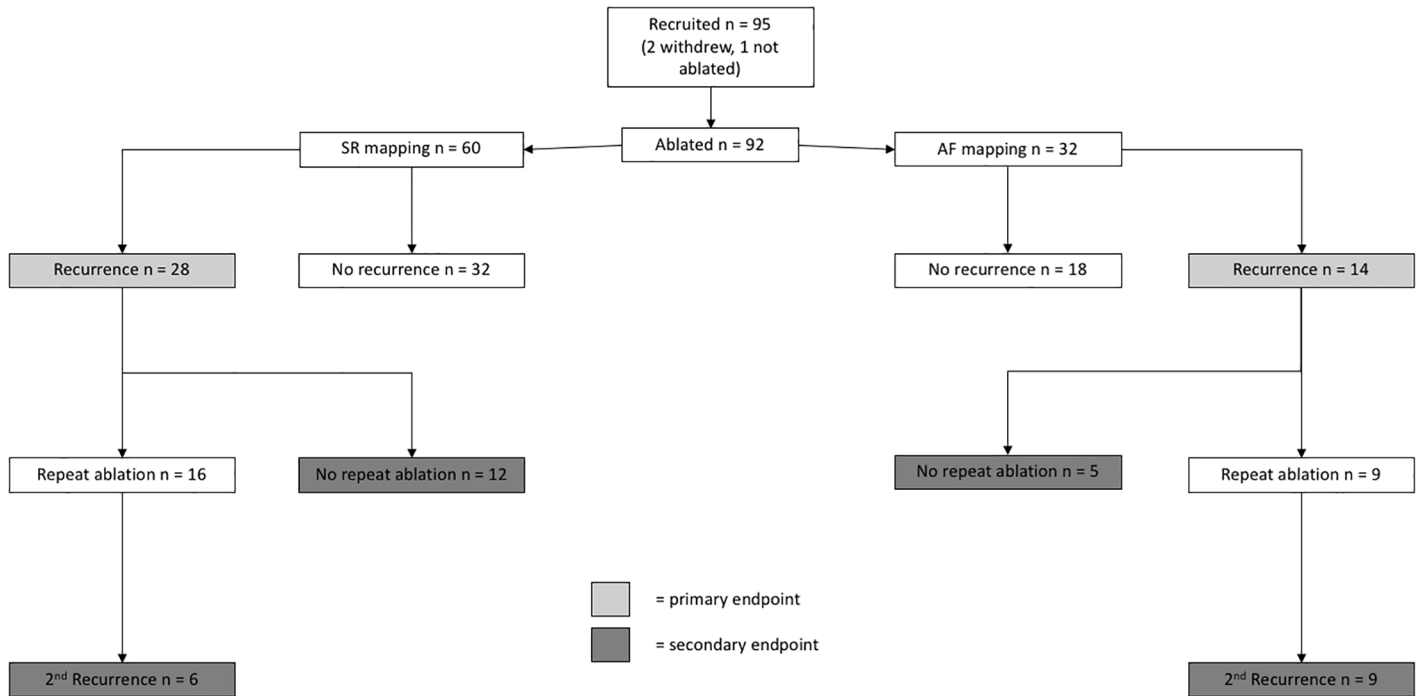 Recruited n = 95
(2 withdrew, 1 not
ablated)
SR mapping n = 60
Ablated n = 92
AF mapping n = 32
Recurrence n = 28
No recurrence n = 32
No recurrence n = 18
Recurrence n = 14
Repeat ablation n = 16
No repeat ablation n = 12
No repeat ablation n = 5
Repeat ablation n = 9
= primary endpoint
= secondary endpoint
2nd Recurrence n = 6
2nd Recurrence n = 9